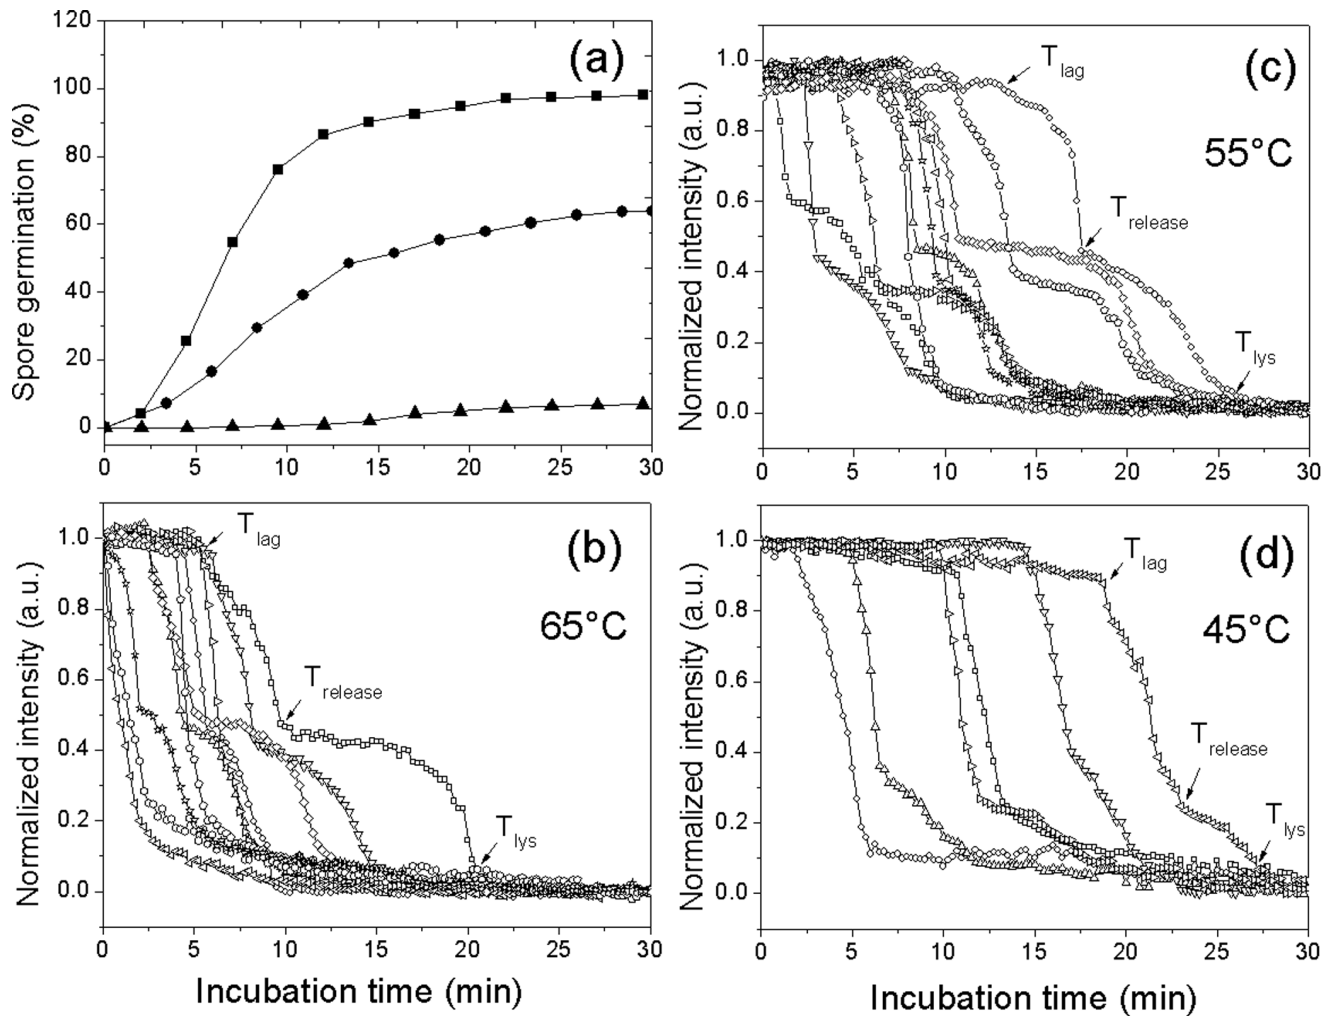 (a)
Spore germination (%)
120
100
80
60
40
20
0
0 5 10 15 20 25 30
(c)
55°C
Tlag
Trelease
Tlys
Normalized intensity (a.u.)
1.0
0.8
0.6
0.4
0.2
0.0
0 5 10 15 20 25 30
(b)
65°C
Tlag
Trelease
Tlys
Normalized intensity (a.u.)
1.0
0.8
0.6
0.4
0.2
0.0
0 5 10 15 20 25 30
Incubation time (min)
(d)
45°C
Tlag
Trelease
Tlys
Normalized intensity (a.u.)
1.0
0.8
0.6
0.4
0.2
0.0
0 5 10 15 20 25 30
Incubation time (min)